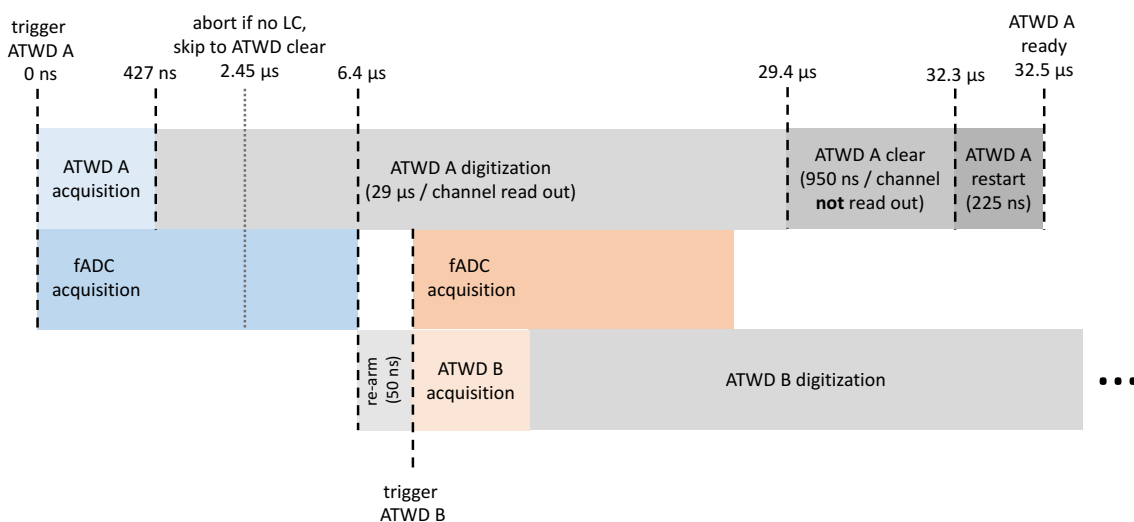 trigger
ATWD A
0 ns
427 ns
abort if no LC,
skip to ATWD clear
2.45 μs
6.4 μs
29.4 μs
32.3 μs
ATWD A
ready
32.5 μs
ATWD A
acquisition
ATWD A digitization
(29 μs / channel read out)
ATWD A clear
(950 ns / channel
not read out)
ATWD A
restart
(225 ns)
fADC
acquisition
fADC
acquisition
re-arm
(50 ns)
ATWD B
acquisition
ATWD B digitization
•••
trigger
ATWD B